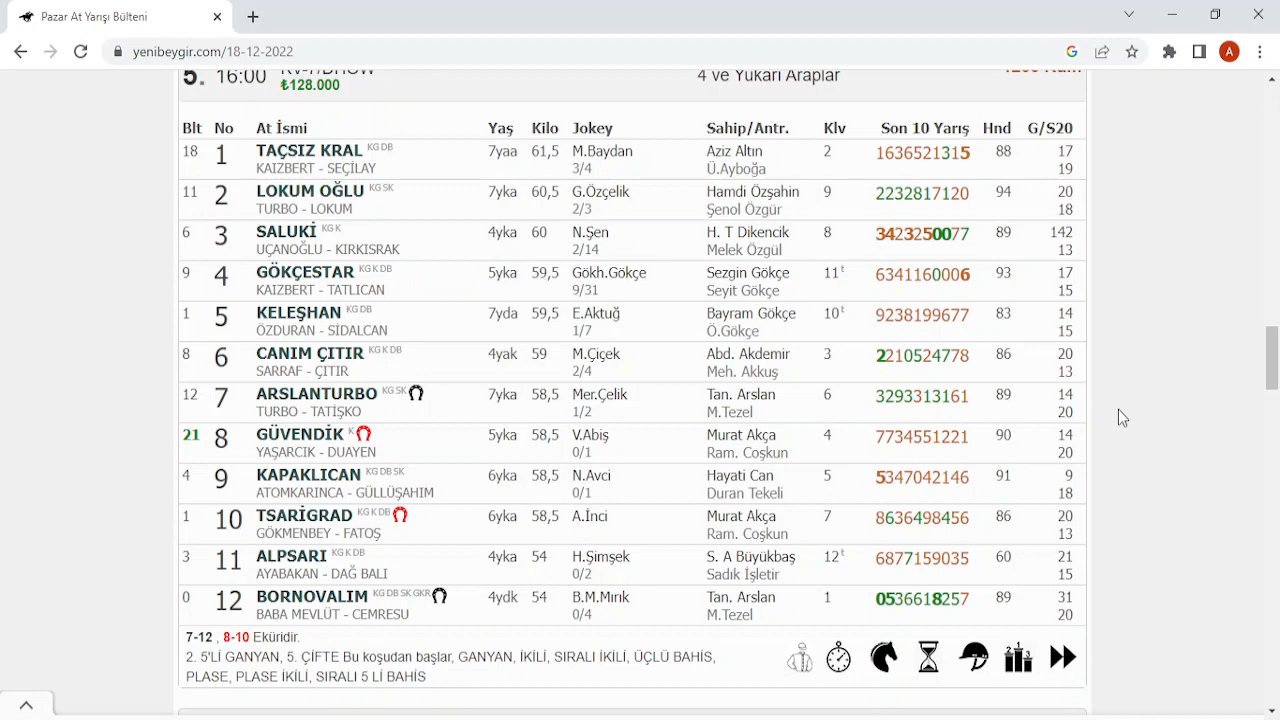 Pazar At Yarışı Bülteni
yenibeygir.com/18-12-2022
A
5. 16:00
4 ve Yukarı Araplar
₺128.000
Blt No At İsmi Yaş Kilo Jokey Sahip/Antr. Klv Son 10 Yarış Hnd G/S20
18 1 TAÇSIZ KRAL KG DB 7yaa 61,5 M.Baydan Aziz Altın 2 1636521315 88 17
KAIZBERT - SEÇİLAY 3/4 Ü.Ayboğa 19
11 2 LOKUM OĞLU KG SK 7yka 60,5 G.Özçelik Hamdi Özşahin 9 2232817120 94 20
TURBO - LOKUM 2/3 Şenol Özgür 18
6 3 SALUKİ KG K 4yka 60 N.Şen H. T Dikencik 8 3423250077 89 142
UÇANOĞLU - KIRKISRAK 2/14 Melek Özgül 13
9 4 GÖKÇESTAR KG K DB 5yka 59,5 Gökh.Gökçe Sezgin Gökçe 11 t 6341160006 93 17
KAIZBERT - TATLICAN 9/31 Seyit Gökçe 15
1 5 KELEŞHAN KG DB 7yda 59,5 E.Aktuğ Bayram Gökçe 10 t 9238199677 83 14
ÖZDURAN - SİDALCAN 1/7 Ö.Gökçe 15
8 6 CANIM ÇITIR KG K DB 4yak 59 M.Çiçek Abd. Akdemir 3 2210524778 86 20
SARRAF - ÇITIR 2/4 Meh. Akkuş 13
12 7 ARSLANTURBO KG SK 7yka 58,5 Mer.Çelik Tan. Arslan 6 3293313161 89 14
TURBO - TATİŞKO 1/2 M.Tezel 20
21 8 GÜVENDİK K 5yka 58,5 V.Abiş Murat Akça 4 7734551221 90 14
YAŞARCIK - DUAYEN 0/1 Ram. Coşkun 20
4 9 KAPAKLICAN KG DB SK 6yka 58,5 N.Avci Hayati Can 5 5347042146 91 9
ATOMKARINCA - GÜLLÜŞAHIM 0/1 Duran Tekeli 18
1 10 TSARİGRAD KG K DB 6yka 58,5 A.İnci Murat Akça 7 8636498456 86 20
GÖKMENBEY - FATOŞ Ram. Coşkun 13
3 11 ALPSARI KG K DB 4yka 54 H.Şimşek S. A Büyükbaş 12 t 6877159035 60 21
AYABAKAN - DAĞ BALI 0/2 Sadık İşletir 15
0 12 BORNOVALIM KG DB SK GKR 4ydk 54 B.M.Mırık Tan. Arslan 1 0536618257 89 31
BABA MEVLÜT - CEMRESU 0/4 M.Tezel 20
7-12 , 8-10 Eküridir.
2. 5'Lİ GANYAN, 5. ÇİFTE Bu koşudan başlar, GANYAN, İKİLİ, SIRALI İKİLİ, ÜÇLÜ BAHİS,
PLASE, PLASE İKİLİ, SIRALI 5 Lİ BAHİS